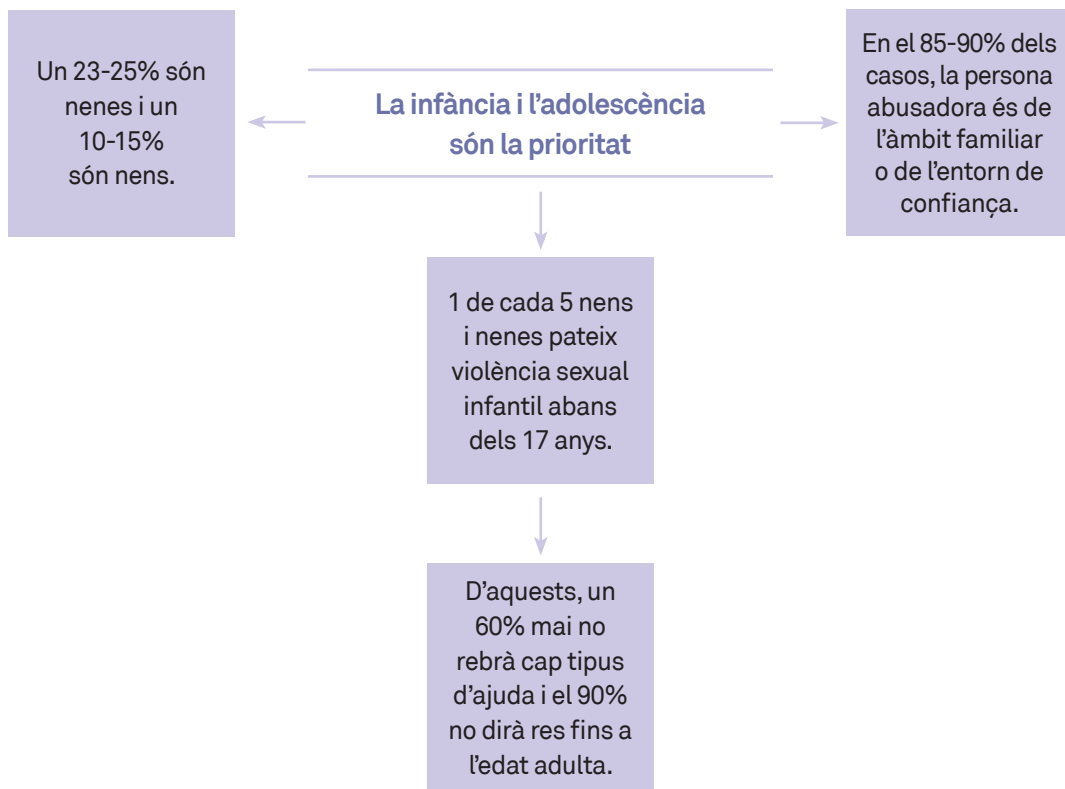 La infància i l’adolescència
són la prioritat
Un 23-25% són
nenes i un
10-15%
són nens.
En el 85-90% dels
casos, la persona
abusadora és de
l’àmbit familiar
o de l’entorn de
confiança.
1 de cada 5 nens
i nenes pateix
violència sexual
infantil abans
dels 17 anys.
D’aquests, un
60% mai no
rebrà cap tipus
d’ajuda i el 90%
no dirà res fins a
l’edat adulta.